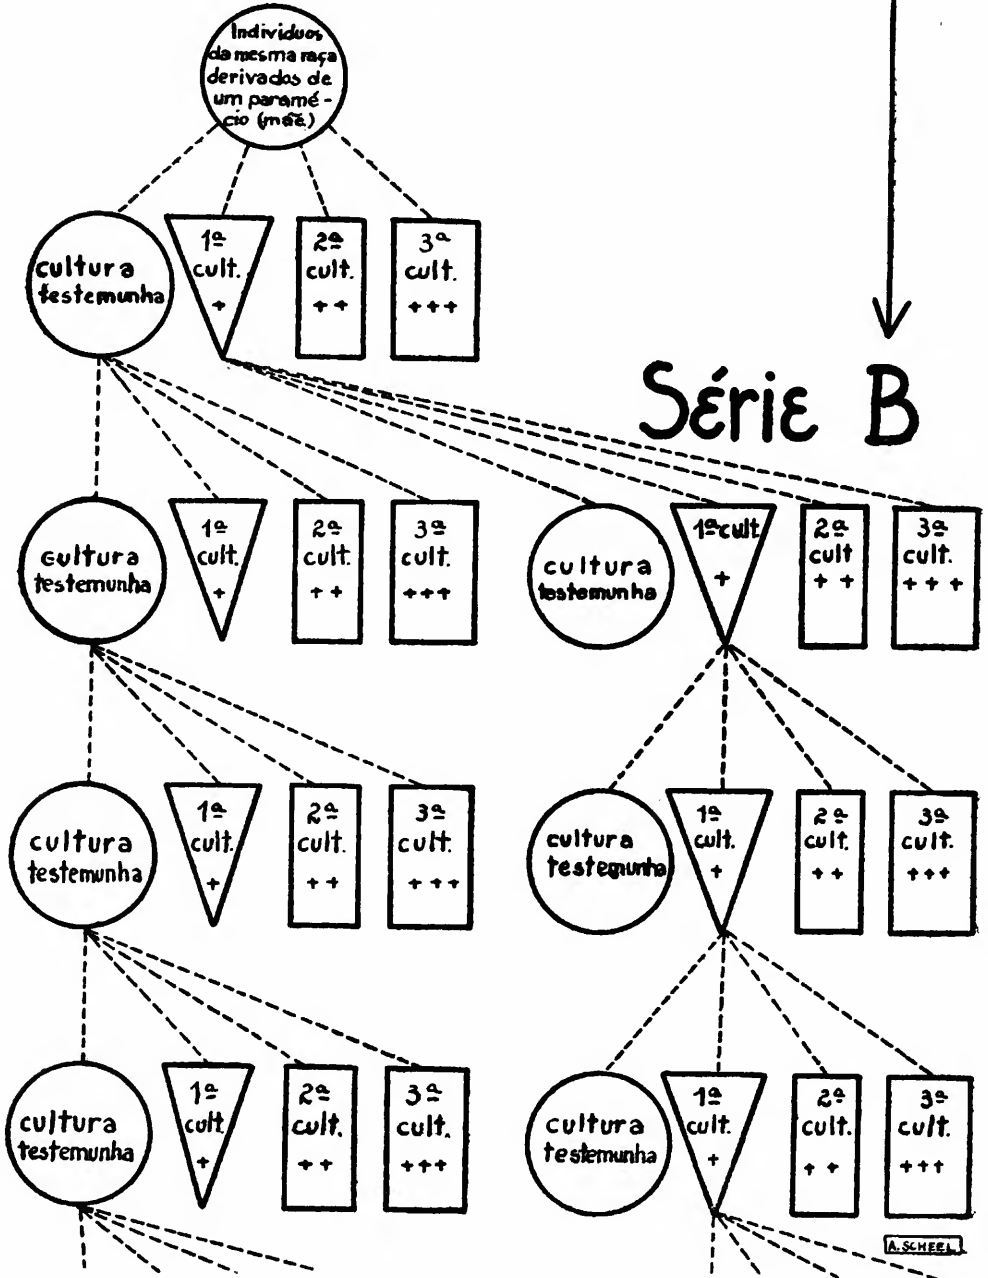 Individuos
da mesma raça
derivados de
um paramé-
cio (mãe)
cultura
testemunha
1ª
cult.
+
2ª
cult.
++
3ª
cult.
+++
Série B
cultura
testemunha
1ª
cult.
+
2ª
cult.
++
3ª
cult.
+++
cultura
testemunha
1ª cult.
+
2ª
cult
++
3ª
cult.
+++
cultura
testemunha
1ª
cult.
+
2ª
cult.
++
3ª
cult.
+++
cultura
testemunha
1ª
cult.
+
2ª
cult.
++
3ª
cult.
+++
cultura
testemunha
1ª
cult.
+
2ª
cult.
++
3ª
cult.
+++
cultura
testemunha
1ª
cult.
+
2ª
cult.
++
3ª
cult.
+++
A. SCHEEL